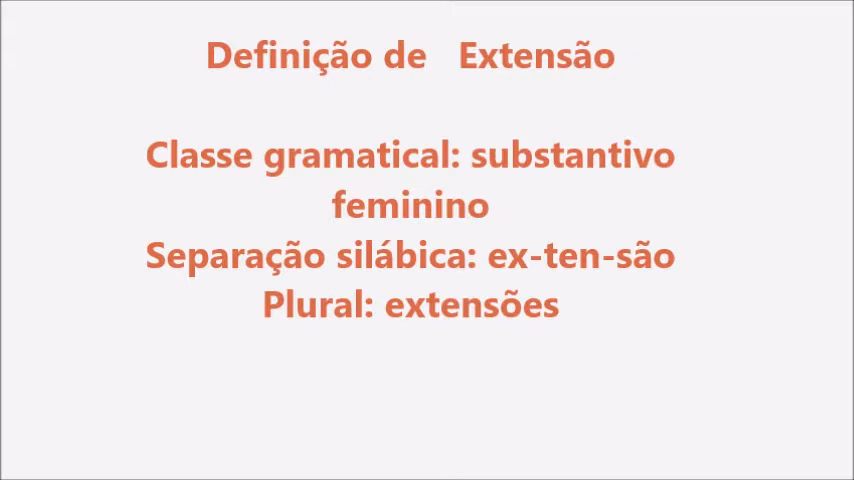 Definição de Extensão
Classe gramatical: substantivo
feminino
Separação silábica: ex-ten-são
Plural: extensões